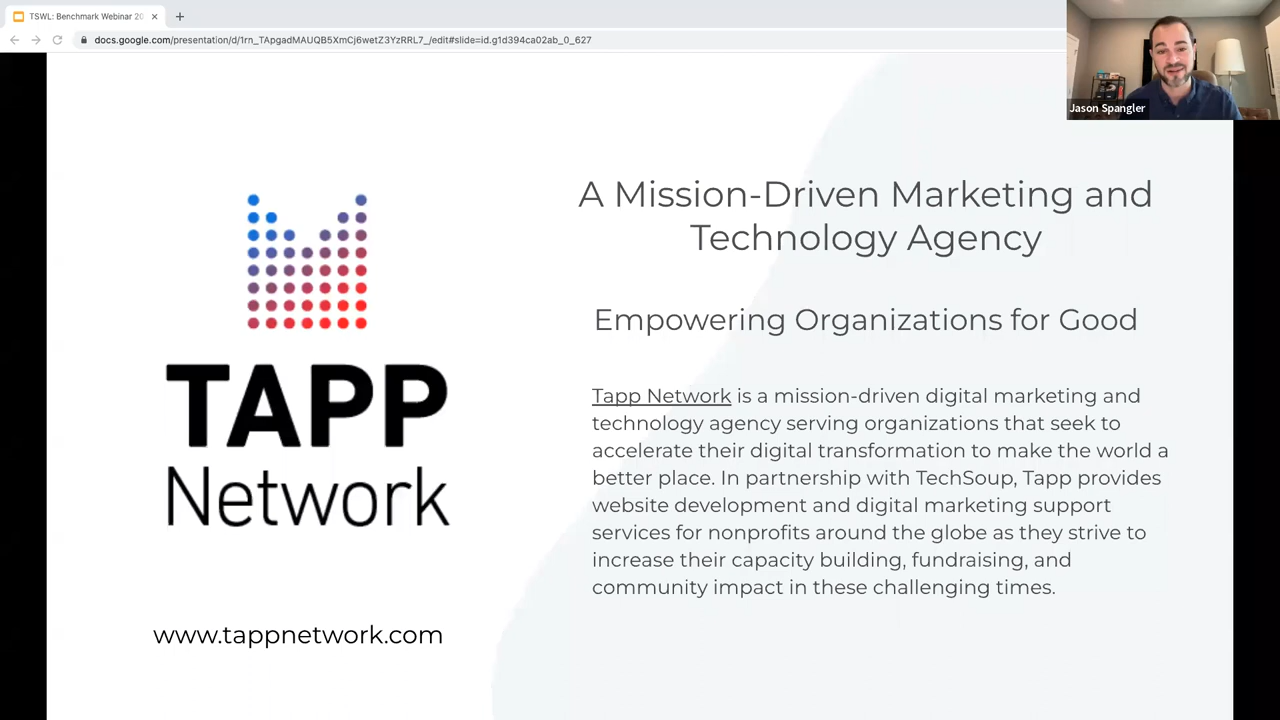 TSWL: Benchmark Webinar 20
docs.google.com/presentation/d/1rn_TApgadMAUQB5XmCj6wetZ3YzRRL7_/edit#slide=id.g1d394ca02ab_0_627
Jason Spangler
A Mission-Driven Marketing and
Technology Agency
Empowering Organizations for Good
TAPP
Network
www.tappnetwork.com
Tapp Network is a mission-driven digital marketing and
technology agency serving organizations that seek to
accelerate their digital transformation to make the world a
better place. In partnership with TechSoup, Tapp provides
website development and digital marketing support
services for nonprofits around the globe as they strive to
increase their capacity building, fundraising, and
community impact in these challenging times.